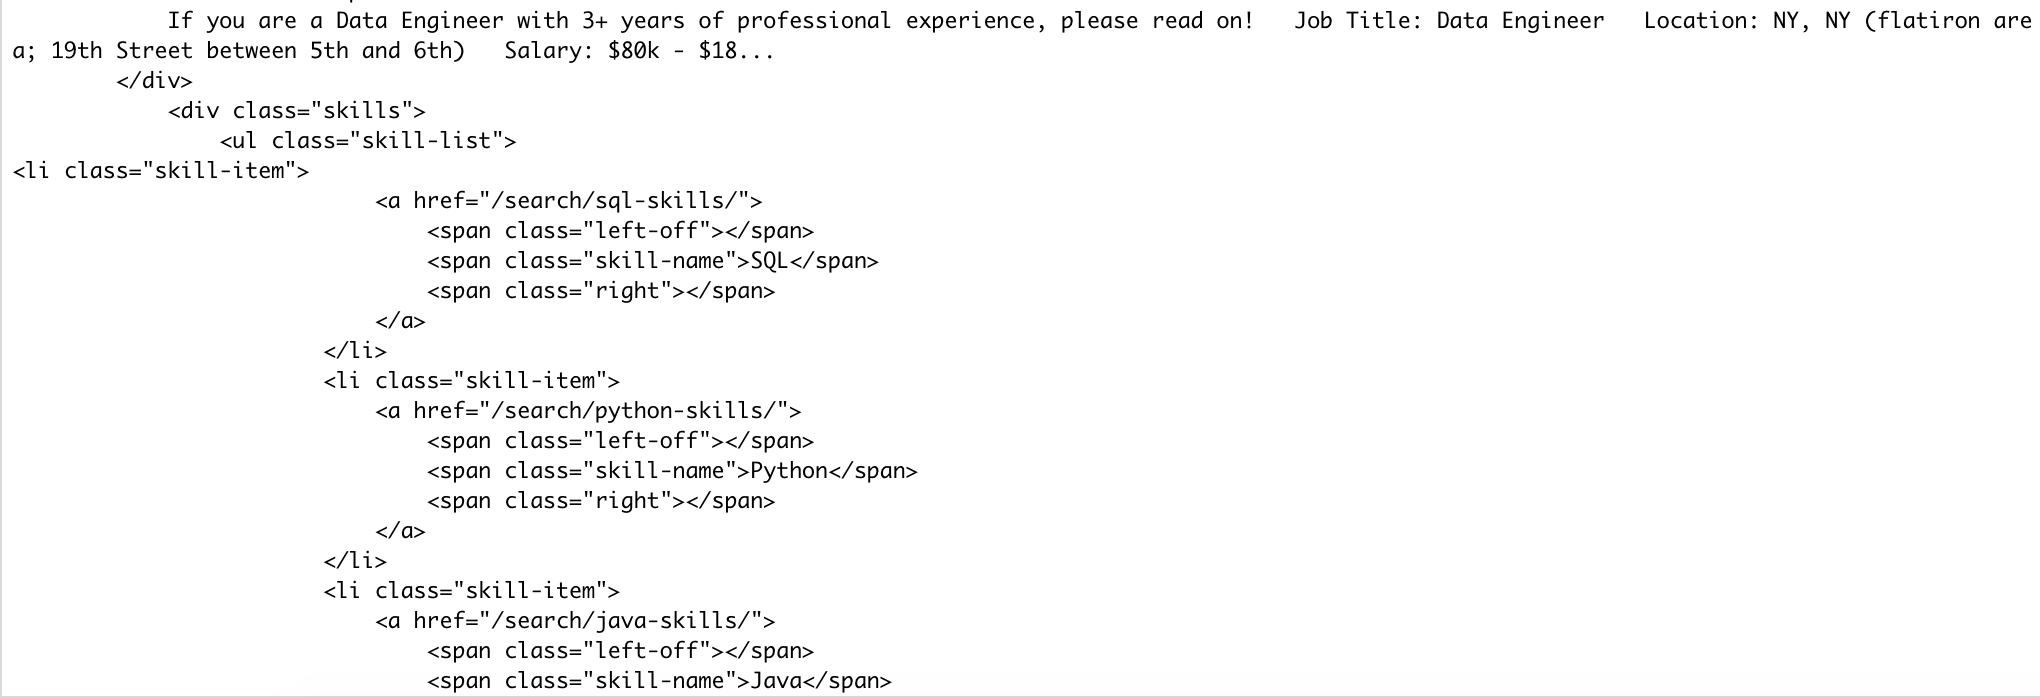 If you are a Data Engineer with 3+ years of professional experience, please read on!   Job Title: Data Engineer   Location: NY, NY (flatiron are
a; 19th Street between 5th and 6th)   Salary: $80k - $18...
</div>
<div class="skills">
<ul class="skill-list">
<li class="skill-item">
<a href="/search/sql-skills/">
<span class="left-off"></span>
<span class="skill-name">SQL</span>
<span class="right"></span>
</a>
</li>
<li class="skill-item">
<a href="/search/python-skills/">
<span class="left-off"></span>
<span class="skill-name">Python</span>
<span class="right"></span>
</a>
</li>
<li class="skill-item">
<a href="/search/java-skills/">
<span class="left-off"></span>
<span class="skill-name">Java</span>